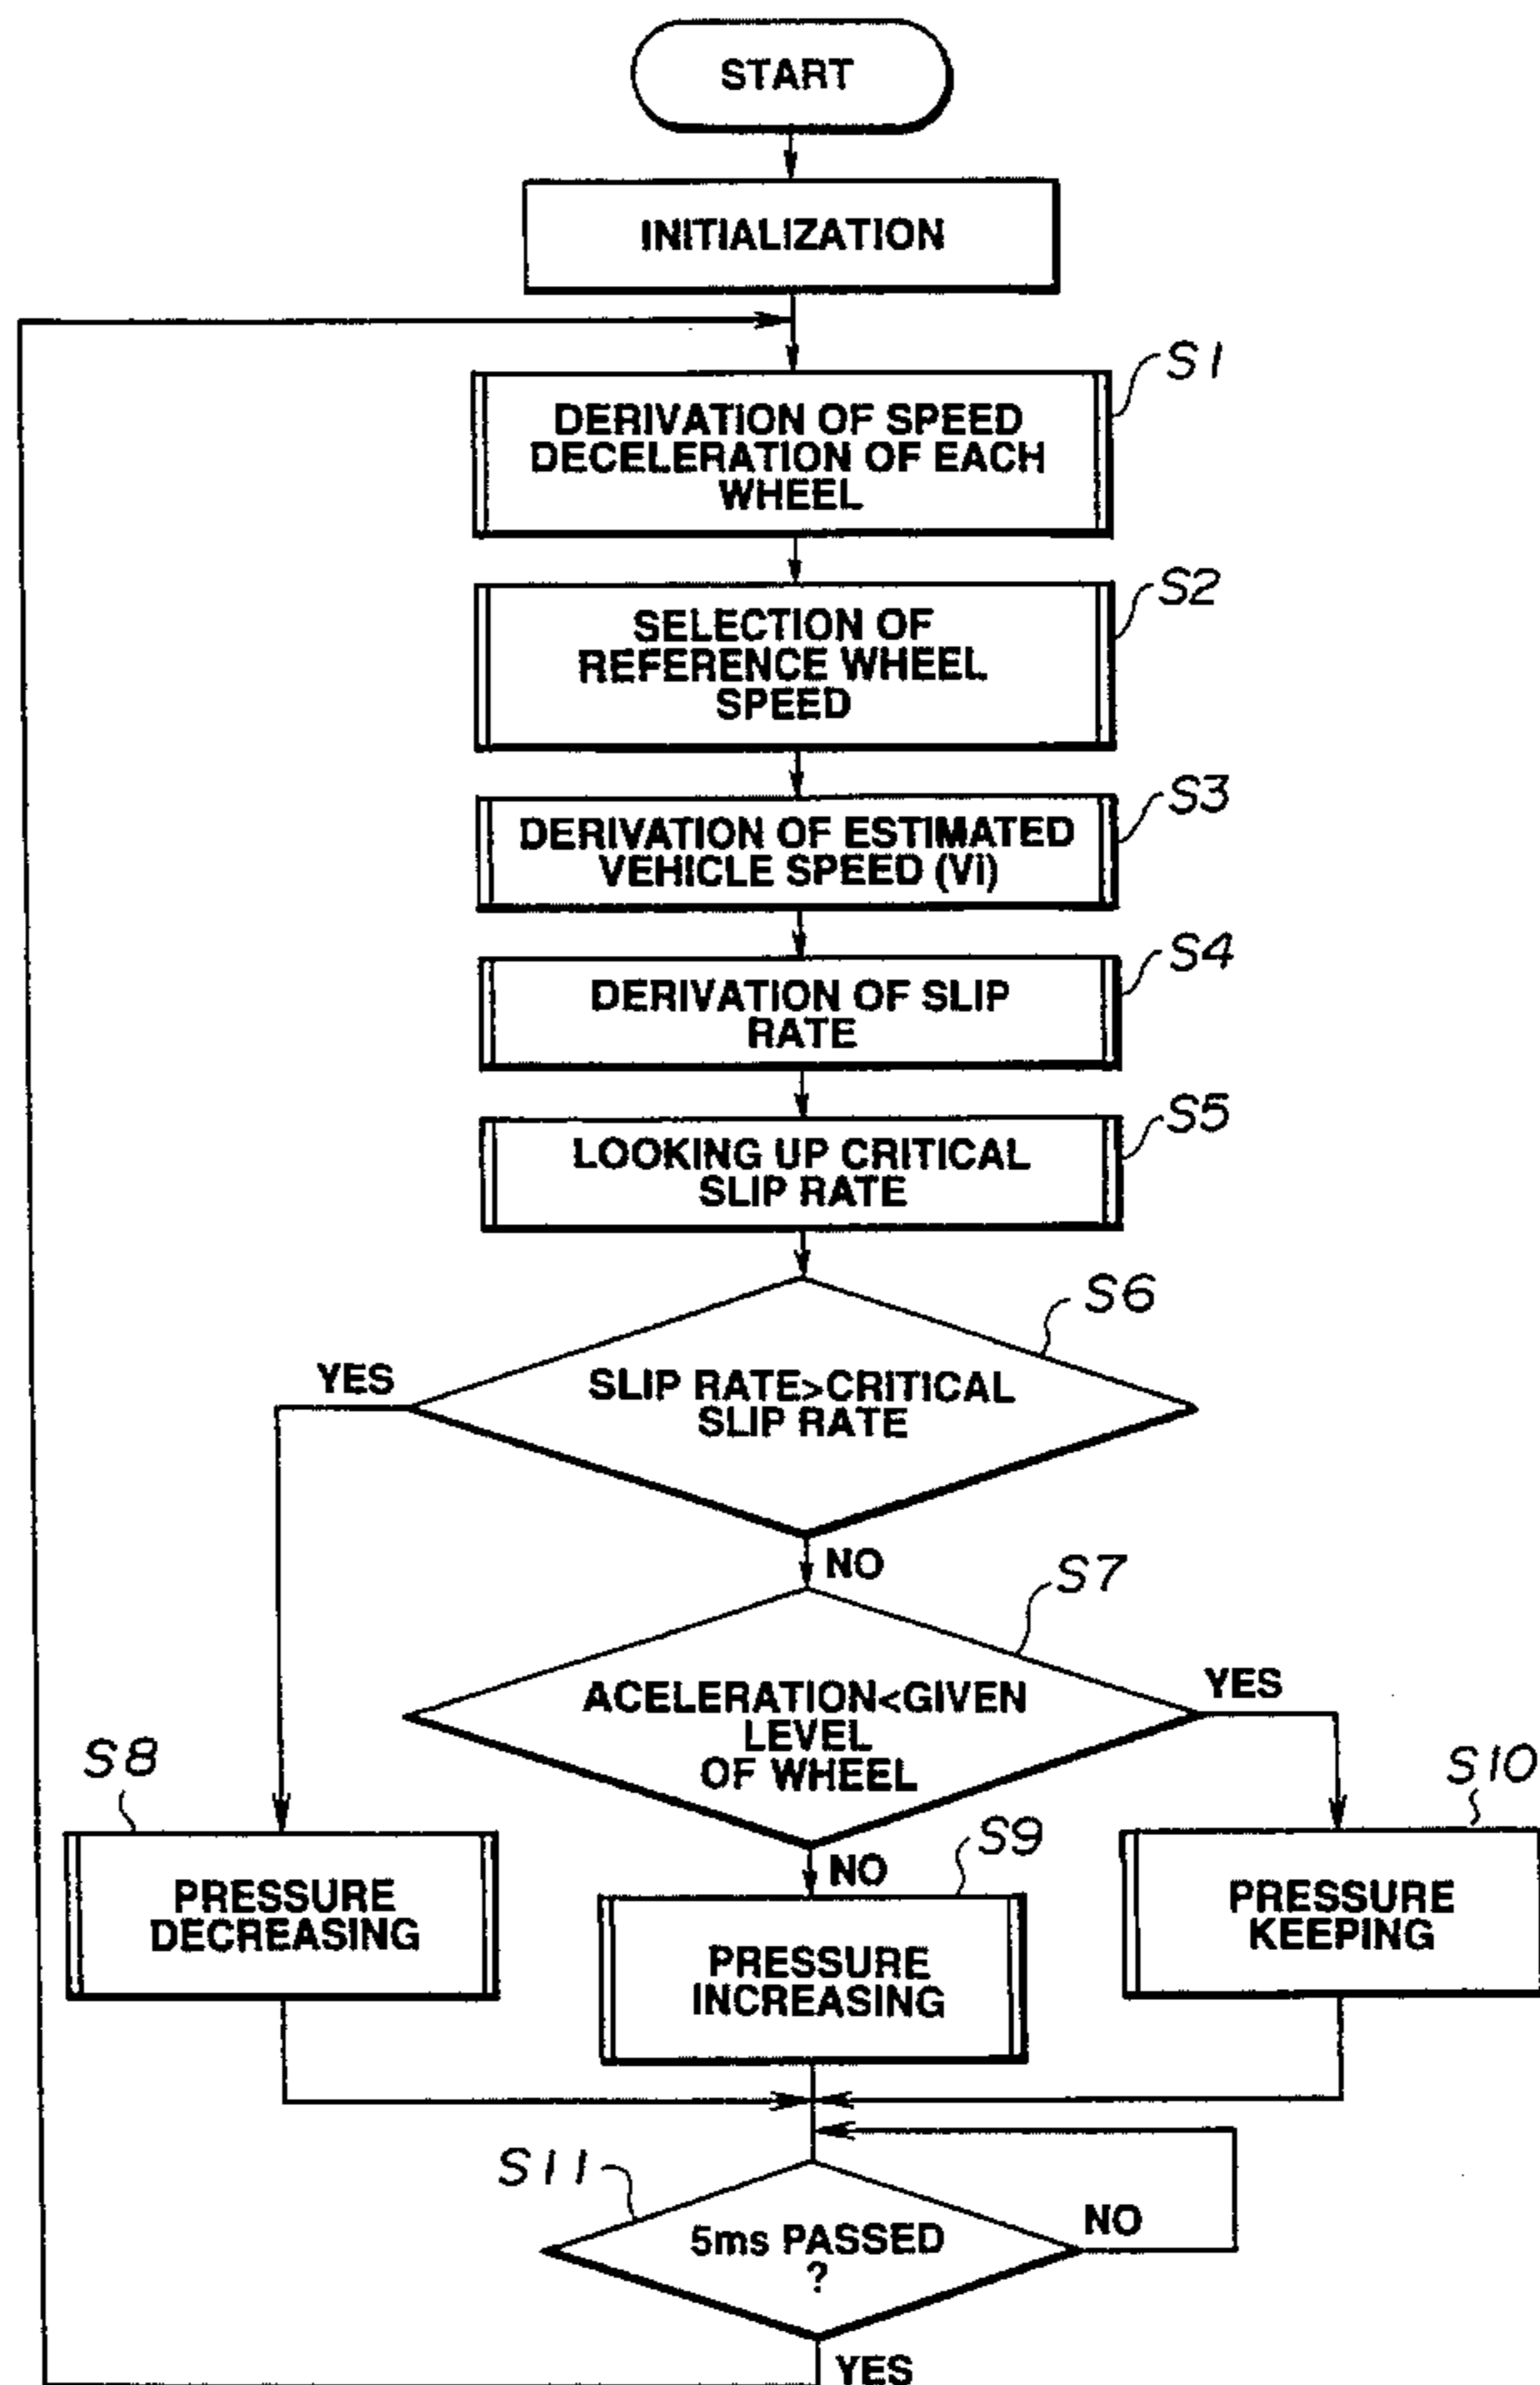 START
INITIALIZATION
S1
DERIVATION OF SPEED
DECELERATION OF EACH
WHEEL
S2
SELECTION OF
REFERENCE WHEEL
SPEED
S3
DERIVATION OF ESTIMATED
VEHICLE SPEED (Vi)
S4
DERIVATION OF SLIP
RATE
S5
LOOKING UP CRITICAL
SLIP RATE
S6
YES
SLIP RATE>CRITICAL
SLIP RATE
NO
S7
YES
ACELERATION<GIVEN
LEVEL
OF WHEEL
S8
S10
NO
S9
PRESSURE
DECREASING
PRESSURE
INCREASING
PRESSURE
KEEPING
S11
5ms PASSED
?
NO
YES